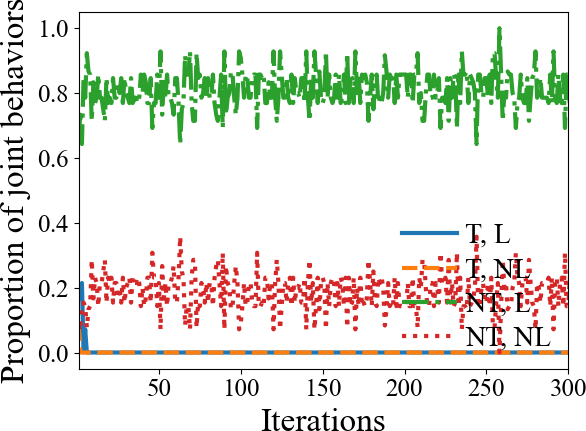 Proportion of joint behaviors
1.0
0.8
0.6
0.4
0.2
0.0
T, L
T, NL
NT, L
NT, NL
50
100
150
200
250
300
Iterations